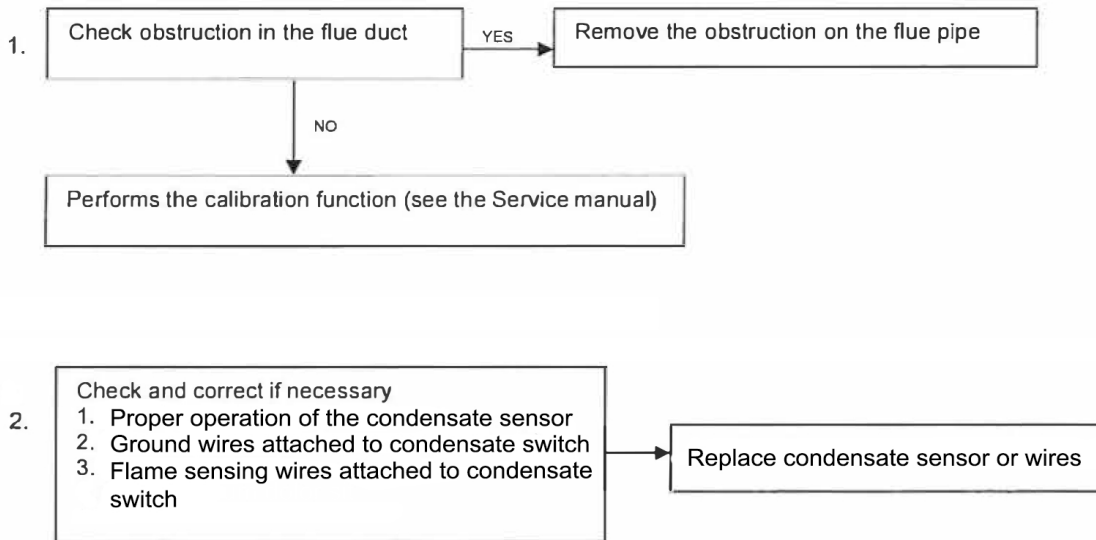 1.
Check obstruction in the flue duct
YES
Remove the obstruction on the flue pipe
NO
Performs the calibration function (see the Service manual)
2.
Check and correct if necessary
1. Proper operation of the condensate sensor
2. Ground wires attached to condensate switch
3. Flame sensing wires attached to condensate
switch
Replace condensate sensor or wires